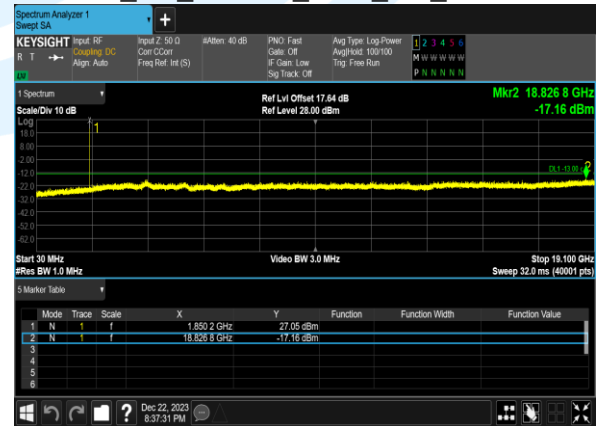 Spectrum Analyzer 1
Swept SA
KEYSIGHT Input: RF Input Z: 50 Ω #Atten: 40 dB PNO: Fast Avg Type: Log-Power 1 2 3 4 5 6
R T Coupling: DC Corr CCorr Gate: Off Avg|Hold: 100/100 M W W W W W
Align: Auto Freq Ref: Int (S) IF Gain: Low Trig: Free Run
Sig Track: Off P N N N N N
LV
1 Spectrum Ref Lvl Offset 17.64 dB Mkr2 18.826 8 GHz
Scale/Div 10 dB Ref Level 28.00 dBm -17.16 dBm
Log
18.0
8.00
-2.00
-12.0
-22.0
-32.0
-42.0
-52.0
-62.0
1
DL1 -13.00
2
Start 30 MHz Video BW 3.0 MHz Stop 19.100 GHz
#Res BW 1.0 MHz Sweep 32.0 ms (40001 pts)
5 Marker Table
Mode Trace Scale X Y Function Function Width Function Value
1 N 1 f 1.850 2 GHz 27.05 dBm
2 N 1 f 18.826 8 GHz -17.16 dBm
3
4
5
6
Dec 22, 2023
8:37:31 PM